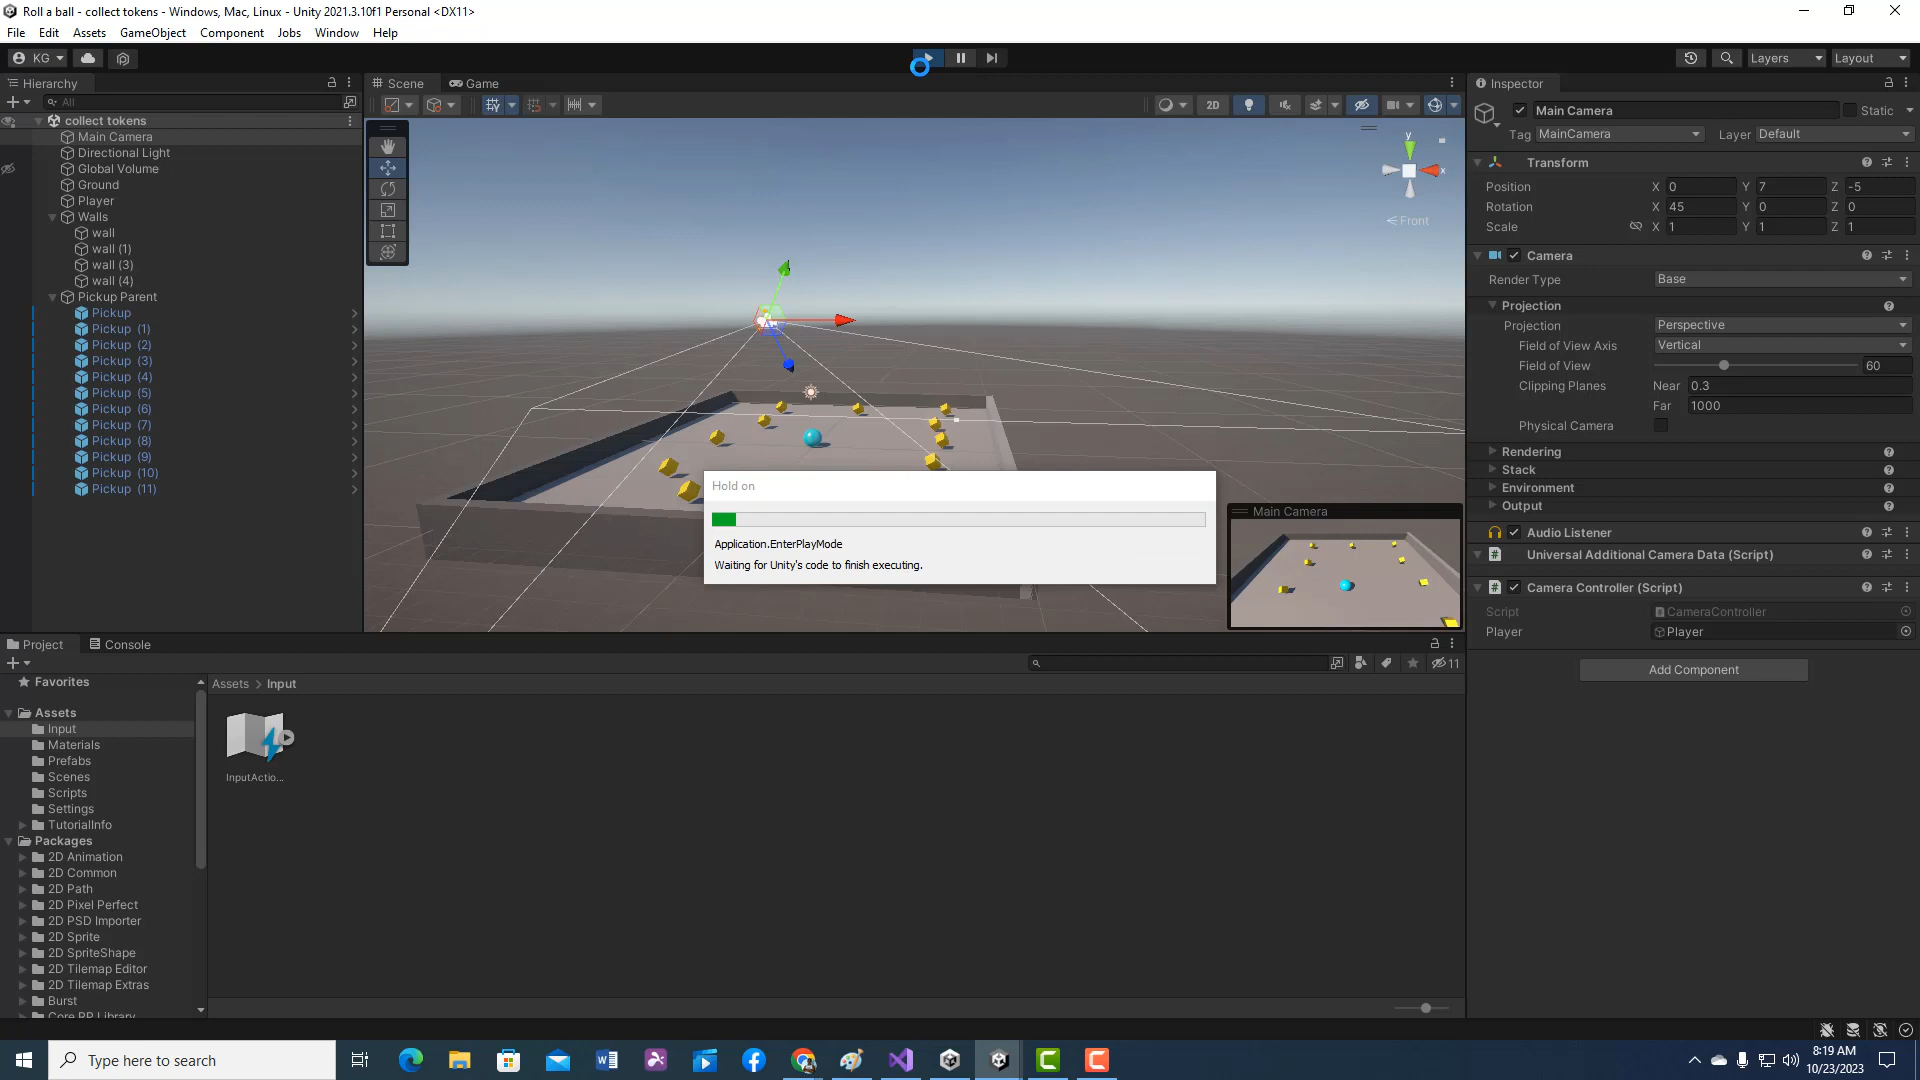 Roll a ball - collect tokens - Windows, Mac, Linux - Unity 2021.3.10f1 Personal <DX11>
File Edit Assets GameObject Component Jobs Window Help
KG Layers Layout
Hierarchy Scene Game Inspector
All 2D
collect tokens
Main Camera
Directional Light
Global Volume
Ground
Player
Walls
wall
wall (1)
wall (3)
wall (4)
Pickup Parent
Pickup
Pickup (1)
Pickup (2)
Pickup (3)
Pickup (4)
Pickup (5)
Pickup (6)
Pickup (7)
Pickup (8)
Pickup (9)
Pickup (10)
Pickup (11)
y
x
Front
Hold on
Application.EnterPlayMode
Waiting for Unity's code to finish executing.
Main Camera
Main Camera Static
Tag MainCamera Layer Default
Transform
Position X 0 Y 7 Z -5
Rotation X 45 Y 0 Z 0
Scale X 1 Y 1 Z 1
Camera
Render Type Base
Projection
Projection Perspective
Field of View Axis Vertical
Field of View 60
Clipping Planes Near 0.3
Far 1000
Physical Camera
Rendering
Stack
Environment
Output
Audio Listener
Universal Additional Camera Data (Script)
Camera Controller (Script)
Script CameraController
Player Player
Add Component
Project Console
11
Favorites
Assets > Input
Assets
Input
Materials
Prefabs
Scenes
Scripts
Settings
TutorialInfo
Packages
2D Animation
2D Common
2D Path
2D Pixel Perfect
2D PSD Importer
2D Sprite
2D SpriteShape
2D Tilemap Editor
2D Tilemap Extras
Burst
Core RP Library
InputActio...
Type here to search
8:19 AM
10/23/2023